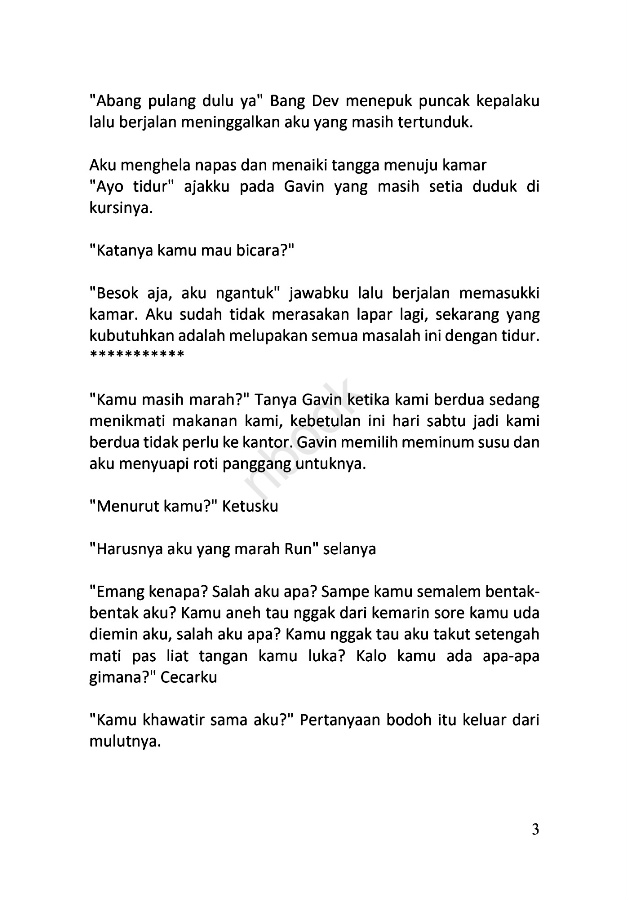 "Abang pulang dulu ya" Bang Dev menepuk puncak kepalaku
lalu berjalan meninggalkan aku yang masih tertunduk.
Aku menghela napas dan menaiki tangga menuju kamar
"Ayo tidur" ajakku pada Gavin yang masih setia duduk di
kursinya.
"Katanya kamu mau bicara?"
"Besok aja, aku ngantuk" jawabku lalu berjalan memasukki
kamar. Aku sudah tidak merasakan lapar lagi, sekarang yang
kubutuhkan adalah melupakan semua masalah ini dengan tidur.
***********
"Kamu masih marah?" Tanya Gavin ketika kami berdua sedang
menikmati makanan kami, kebetulan ini hari sabtu jadi kami
berdua tidak perlu ke kantor. Gavin memilih meminum susu dan
aku menyuapi roti panggang untuknya.
"Menurut kamu?" Ketusku
"Harusnya aku yang marah Run" selanya
"Emang kenapa? Salah aku apa? Sampe kamu semalem bentak-
bentak aku? Kamu aneh tau nggak dari kemarin sore kamu uda
diemin aku, salah aku apa? Kamu nggak tau aku takut setengah
mati pas liat tangan kamu luka? Kalo kamu ada apa-apa
gimana?" Cecarku
"Kamu khawatir sama aku?" Pertanyaan bodoh itu keluar dari
mulutnya.
3